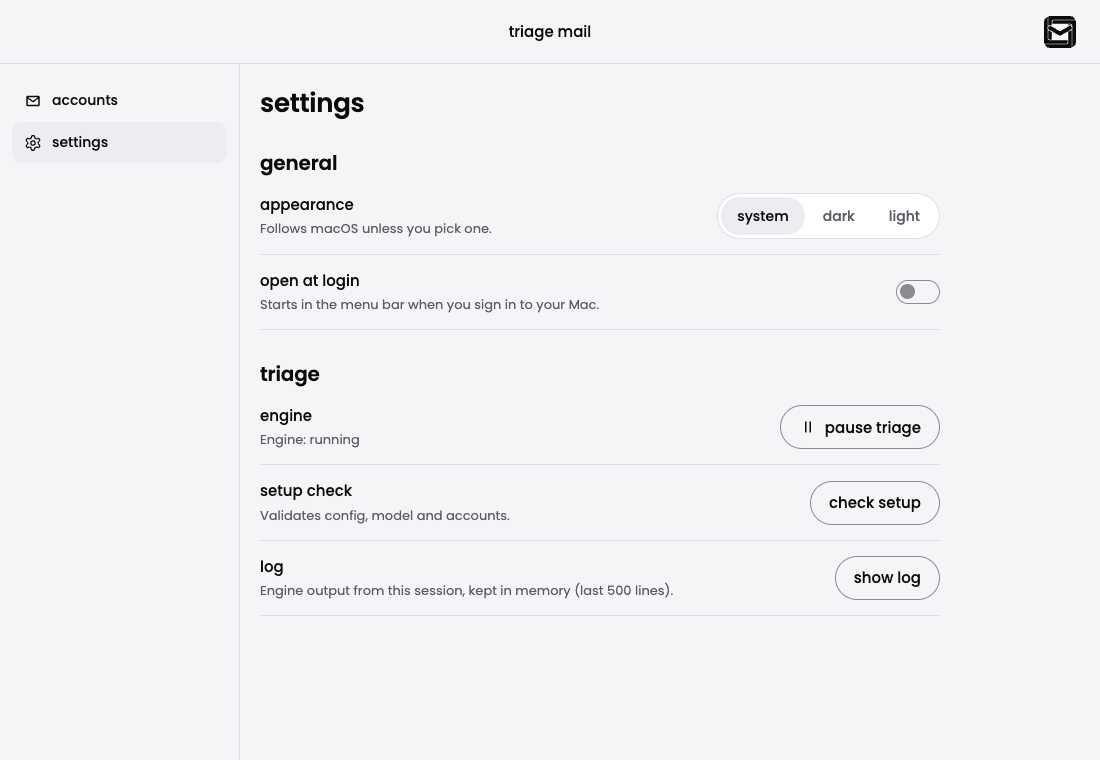 triage mail
accounts
settings
settings
general
appearance
Follows macOS unless you pick one.
system dark light
open at login
Starts in the menu bar when you sign in to your Mac.
triage
engine
Engine: running
pause triage
setup check
Validates config, model and accounts.
check setup
log
Engine output from this session, kept in memory (last 500 lines).
show log